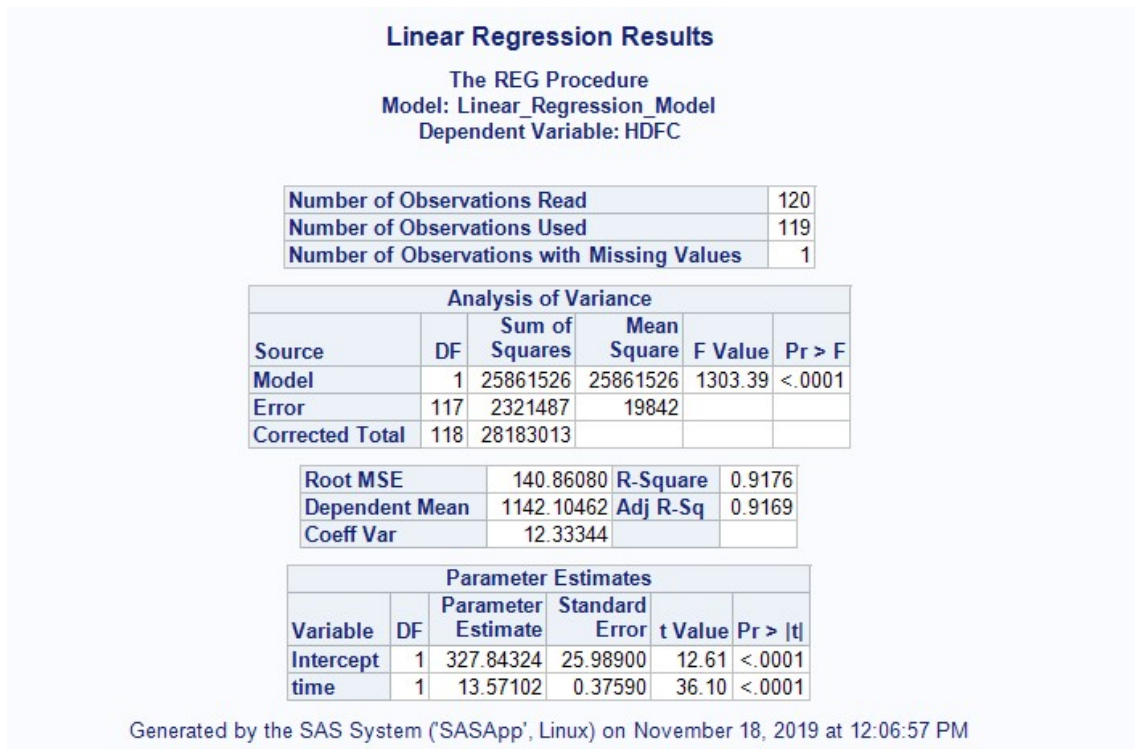 Linear Regression Results
The REG Procedure
Model: Linear_Regression_Model
Dependent Variable: HDFC
Number of Observations Read 120
Number of Observations Used 119
Number of Observations with Missing Values 1
Analysis of Variance
Source DF Sum of Squares Mean Square F Value Pr > F
Model 1 25861526 25861526 1303.39 <.0001
Error 117 2321487 19842
Corrected Total 118 28183013
Root MSE 140.86080 R-Square 0.9176
Dependent Mean 1142.10462 Adj R-Sq 0.9169
Coeff Var 12.33344
Parameter Estimates
Variable DF Parameter Estimate Standard Error t Value Pr > |t|
Intercept 1 327.84324 25.98900 12.61 <.0001
time 1 13.57102 0.37590 36.10 <.0001
Generated by the SAS System ('SASApp', Linux) on November 18, 2019 at 12:06:57 PM